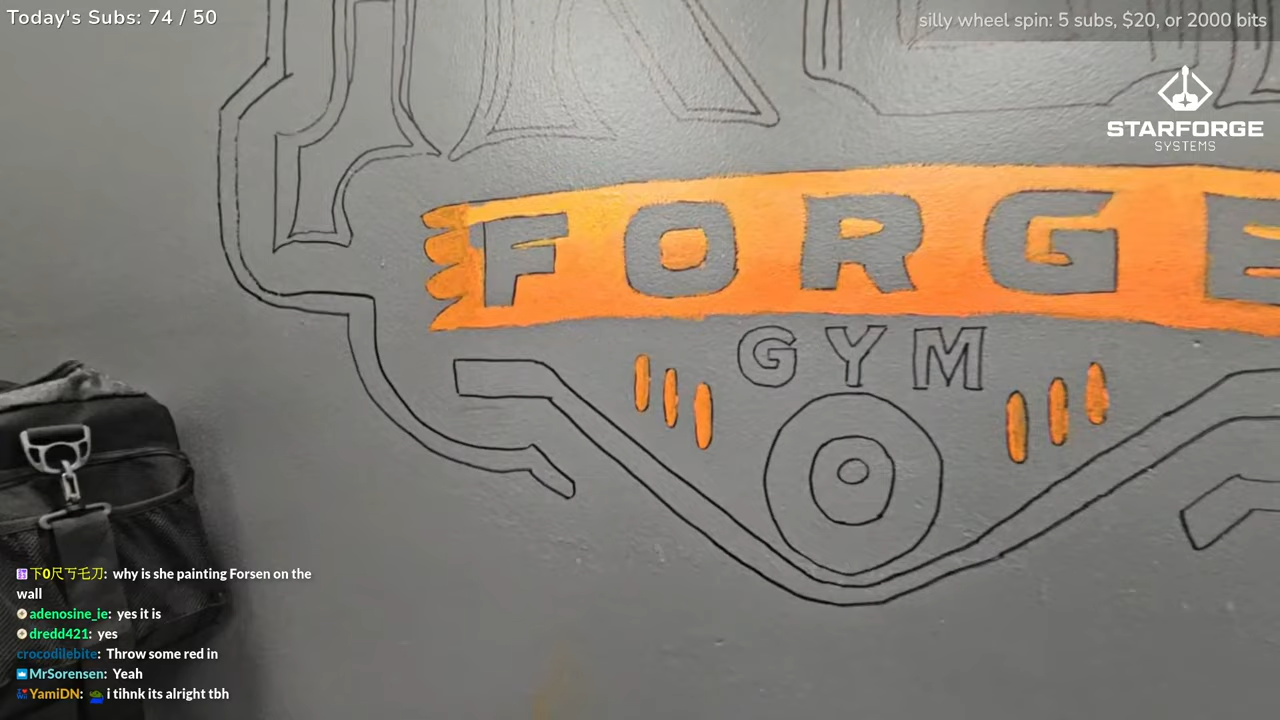 Today's Subs: 74 / 50
silly wheel spin: 5 subs, $20, or 2000 bits
STARFORGE
SYSTEMS
FORGE
GYM
下0尺丂乇刀: why is she painting Forsen on the
wall
adenosine_ie: yes it is
dredd421: yes
crocodilebite: Throw some red in
MrSorensen: Yeah
YamiDN: i tihnk its alright tbh